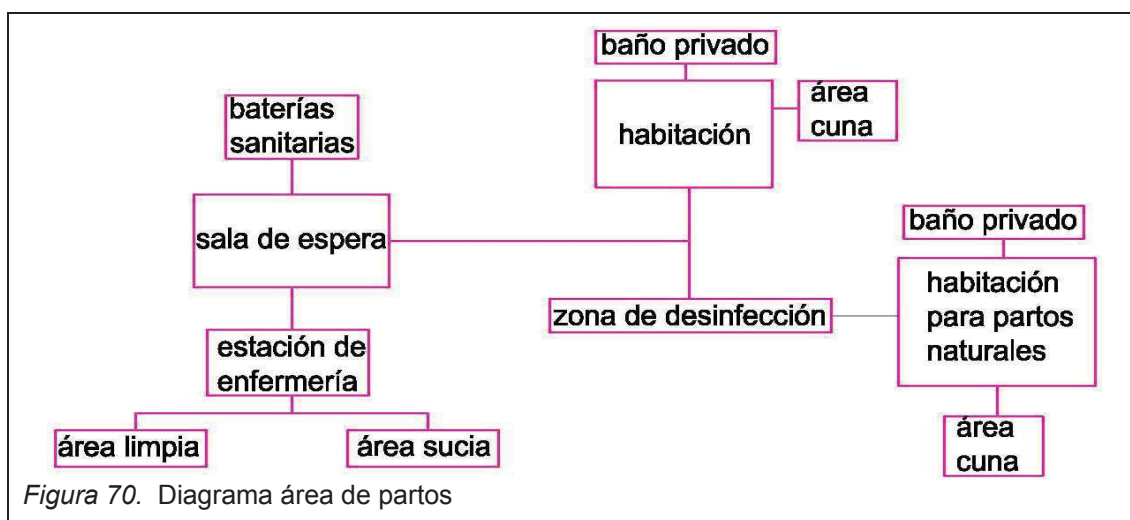 baño privado
habitación
área
cuna
baterías
sanitarias
sala de espera
estación de
enfermería
área limpia
área sucia
zona de desinfección
baño privado
habitación
para partos
naturales
área
cuna
Figura 70. Diagrama área de partos